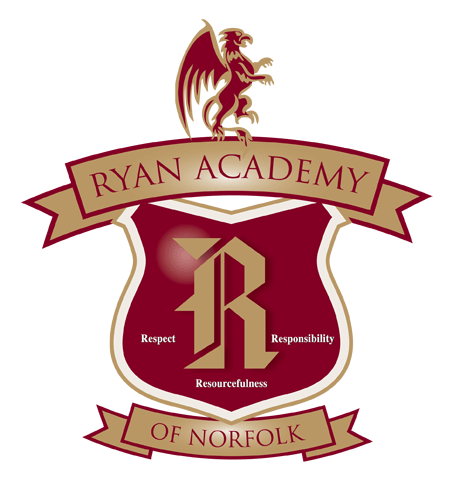 RYAN ACADEMY
R
Respect
Responsibility
Resourcefulness
OF NORFOLK